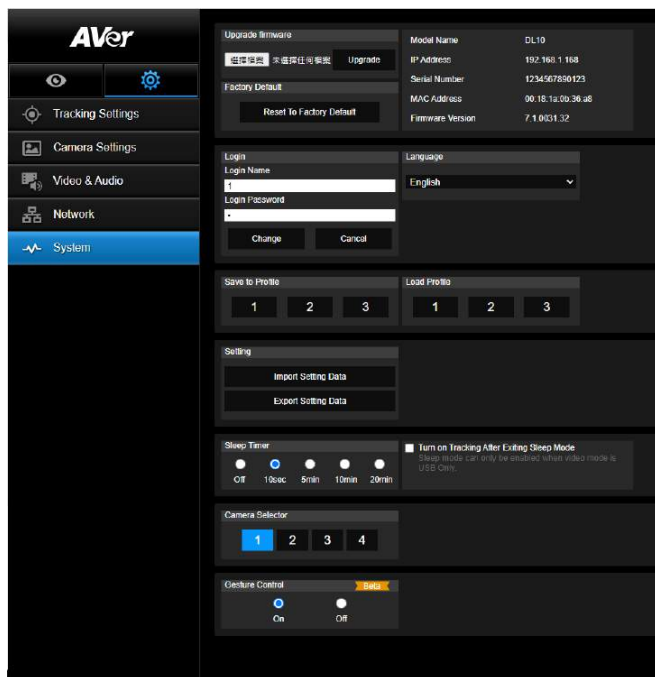 AVer
Tracking Settings
Camera Settings
Video & Audio
Network
System
Upgrade firmware
選擇檔案 未選擇任何檔案 Upgrade
Factory Default
Reset To Factory Default
Model Name DL10
IP Address 192.168.1.168
Serial Number 1234567890123
MAC Address 00:18:1a:0b:36:a8
Firmware Version 7.1.0031.32
Login
Login Name
1
Login Password
•
Change Cancel
Language
English
Save to Profile
1 2 3
Load Profile
1 2 3
Setting
Import Setting Data
Export Setting Data
Sleep Timer
Off 10sec 5min 10min 20min
Turn on Tracking After Exiting Sleep Mode
Sleep mode can only be enabled when video mode is
USB Only.
Camera Selector
1 2 3 4
Gesture Control Beta
On Off